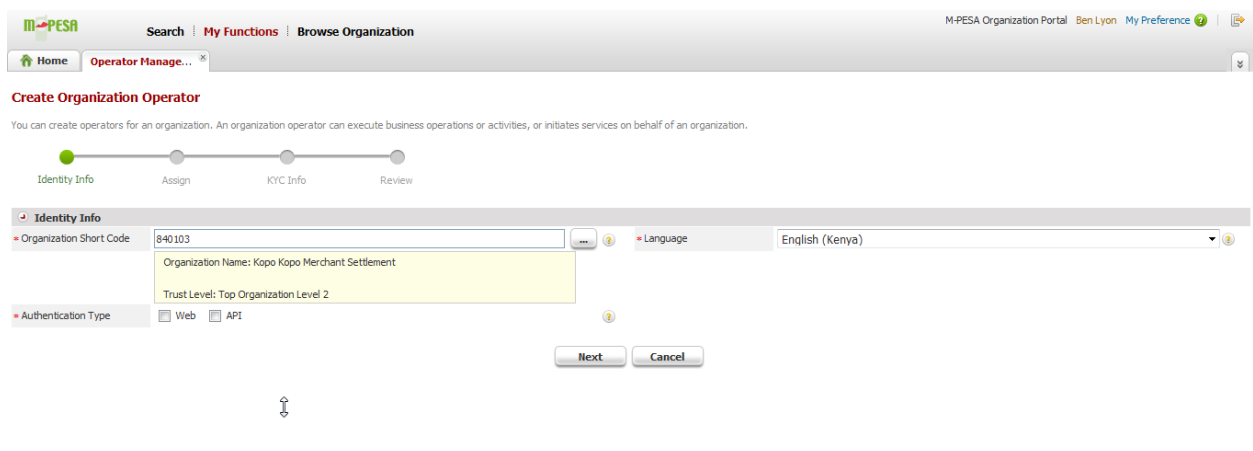 M-PESA
Search My Functions Browse Organization
M-PESA Organization Portal Ben Lyon My Preference ?
Home Operator Manage... x
Create Organization Operator
You can create operators for an organization. An organization operator can execute business operations or activities, or initiates services on behalf of an organization.
Identity Info Assign KYC Info Review
Identity Info
* Organization Short Code 840103 ... ? * Language English (Kenya) ?
Organization Name: Kopo Kopo Merchant Settlement
Trust Level: Top Organization Level 2
* Authentication Type Web API ?
Next Cancel